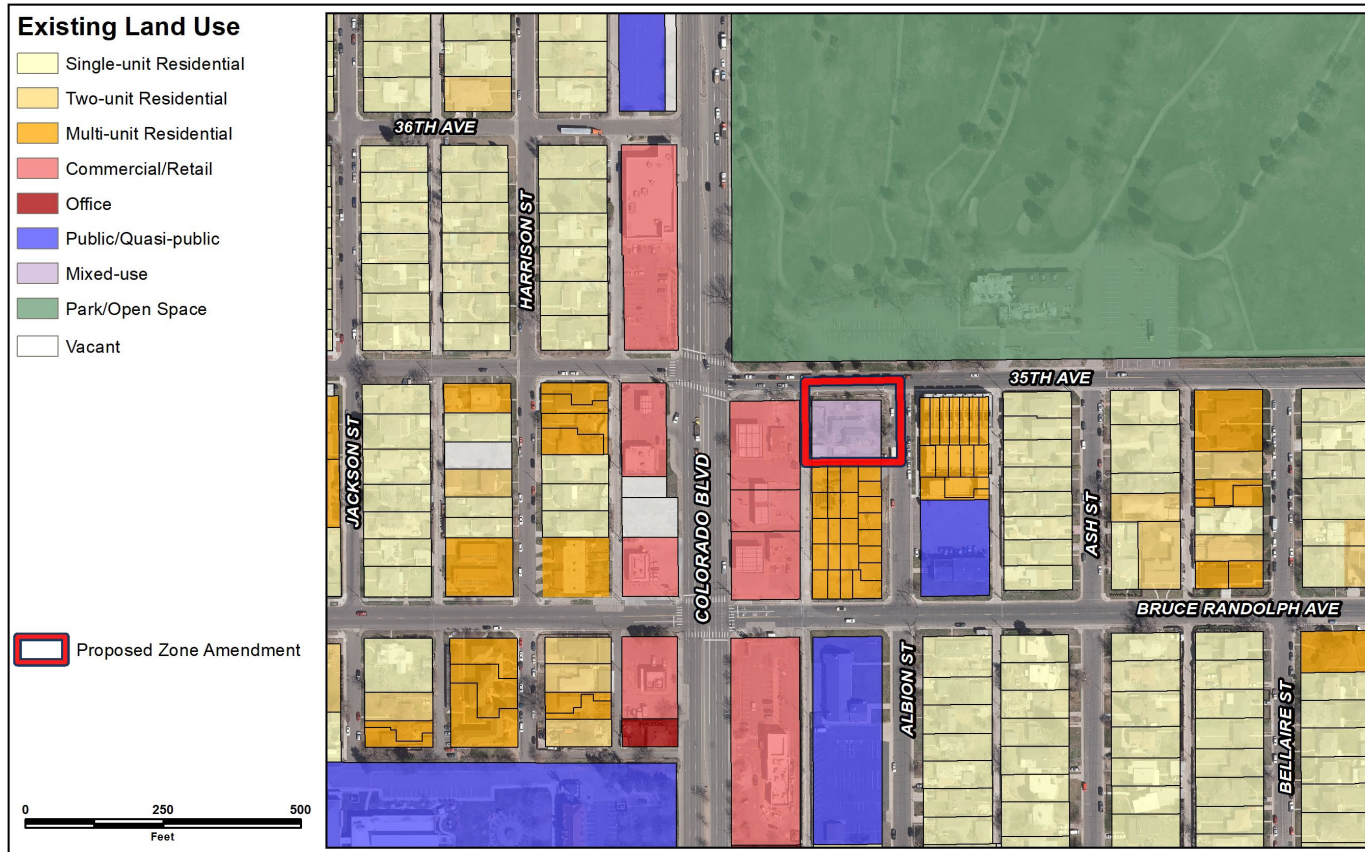 Existing Land Use
Single-unit Residential
Two-unit Residential
Multi-unit Residential
Commercial/Retail
Office
Public/Quasi-public
Mixed-use
Park/Open Space
Vacant
Proposed Zone Amendment
0 250 500
Feet
36TH AVE
HARRISON ST
35TH AVE
JACKSON ST
COLORADO BLVD
ASH ST
BRUCE RANDOLPH AVE
ALBION ST
BELLAIRE ST